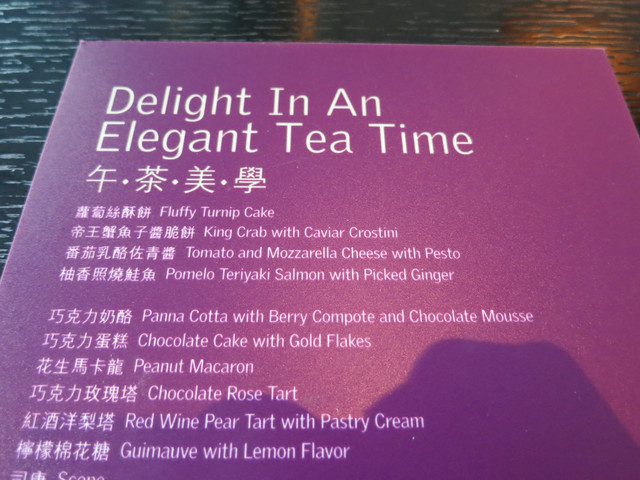 Delight In An
Elegant Tea Time
午·茶·美·學
蘿蔔絲酥餅 Fluffy Turnip Cake
帝王蟹魚子醬脆餅 King Crab with Caviar Crostini
番茄乳酪佐青醬 Tomato and Mozzarella Cheese with Pesto
柚香照燒鮭魚 Pomelo Teriyaki Salmon with Picked Ginger
巧克力奶酪 Panna Cotta with Berry Compote and Chocolate Mousse
巧克力蛋糕 Chocolate Cake with Gold Flakes
花生馬卡龍 Peanut Macaron
巧克力玫瑰塔 Chocolate Rose Tart
紅酒洋梨塔 Red Wine Pear Tart with Pastry Cream
檸檬棉花糖 Guimauve with Lemon Flavor
司康 Scone